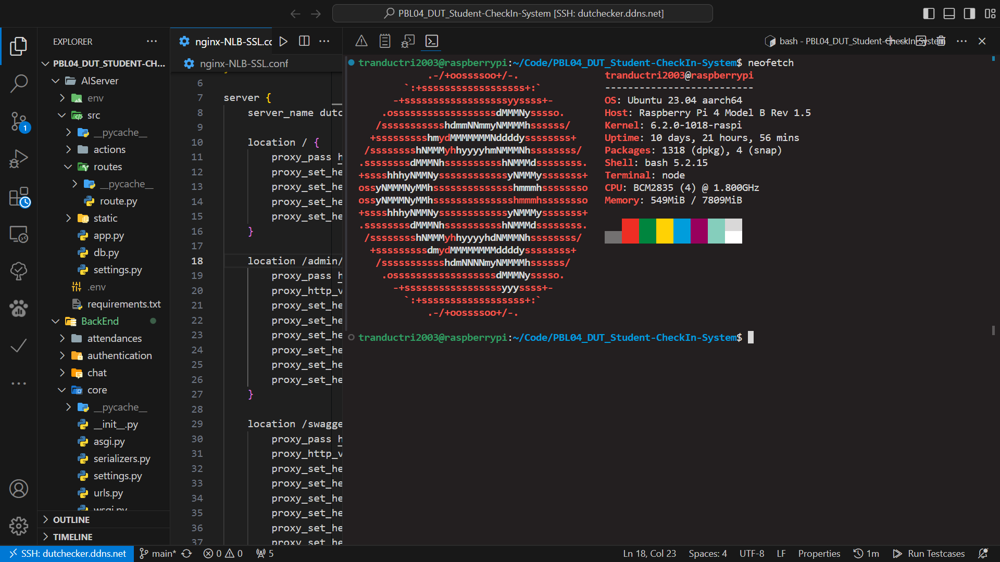 PBL04_DUT_Student-CheckIn-System [SSH: dutchecker.ddns.net]
EXPLORER
PBL04_DUT_STUDENT-CH...
AIServer
env
src
__pycache__
actions
routes
__pycache__
route.py
static
app.py
db.py
settings.py
.env
requirements.txt
BackEnd
attendances
authentication
chat
core
__pycache__
__init__.py
asgi.py
serializers.py
settings.py
urls.py
wsgi.py
OUTLINE
TIMELINE
1
nginx-NLB-SSL.co
nginx-NLB-SSL.conf
6
7 server {
8 server_name dutc
9
10 location / {
11 proxy_pass h
12 proxy_set_he
13 proxy_set_he
14 proxy_set_he
15 proxy_set_he
16 }
17
18 location /admin/
19 proxy_pass h
20 proxy_http_v
21 proxy_set_he
22 proxy_set_he
23 proxy_set_he
24 proxy_set_he
25 proxy_set_he
26 proxy_set_he
27 }
28
29 location /swagge
30 proxy_pass h
31 proxy_http_v
32 proxy_set_he
33 proxy_set_he
34 proxy_set_he
35 proxy_set_he
36 proxy_set_he
37 proxy_set_he
bash - PBL04_DUT_Student-CheckIn-System
tranductri2003@raspberrypi:~/Code/PBL04_DUT_Student-CheckIn-System$ neofetch
.-/+oossssoo+/-.
`:+ssssssssssssssssss+:`
-+ssssssssssssssssssyyssss+-
.ossssssssssssssssssdMMMNysssso.
/ssssssssssshdmmNNmmyNMMMMhssssss/
+ssssssssshmydMMMMMMMNddddyssssssss+
/sssssssshNMMMyhhyyyyhmNMMMNhssssssss/
.ssssssssdMMMNhsssssssssshNMMMdssssssss.
+sssshhhyNMMNyssssssssssssyNMMMysssssss+
ossyNMMMNyMMhsssssssssssssshmmmhssssssso
ossyNMMMNyMMhsssssssssssssshmmmhssssssso
+sssshhhyNMMNyssssssssssssyNMMMysssssss+
.ssssssssdMMMNhsssssssssshNMMMdssssssss.
/sssssssshNMMMyhhyyyyhdNMMMNhssssssss/
+sssssssssdmydMMMMMMMMddddyssssssss+
/ssssssssssshdmNNNNmyNMMMMhssssss/
.ossssssssssssssssssdMMMNysssso.
-+sssssssssssssssssyyyssss+-
`:+ssssssssssssssssss+:`
.-/+oossssoo+/-.
tranductri2003@raspberrypi
--------------------------
OS: Ubuntu 23.04 aarch64
Host: Raspberry Pi 4 Model B Rev 1.5
Kernel: 6.2.0-1018-raspi
Uptime: 10 days, 21 hours, 56 mins
Packages: 1318 (dpkg), 4 (snap)
Shell: bash 5.2.15
Terminal: node
CPU: BCM2835 (4) @ 1.800GHz
Memory: 549MiB / 7809MiB
tranductri2003@raspberrypi:~/Code/PBL04_DUT_Student-CheckIn-System$
SSH: dutchecker.ddns.net main* 0 0 5 Ln 18, Col 23 Spaces: 4 UTF-8 LF Properties 1m Run Testcases